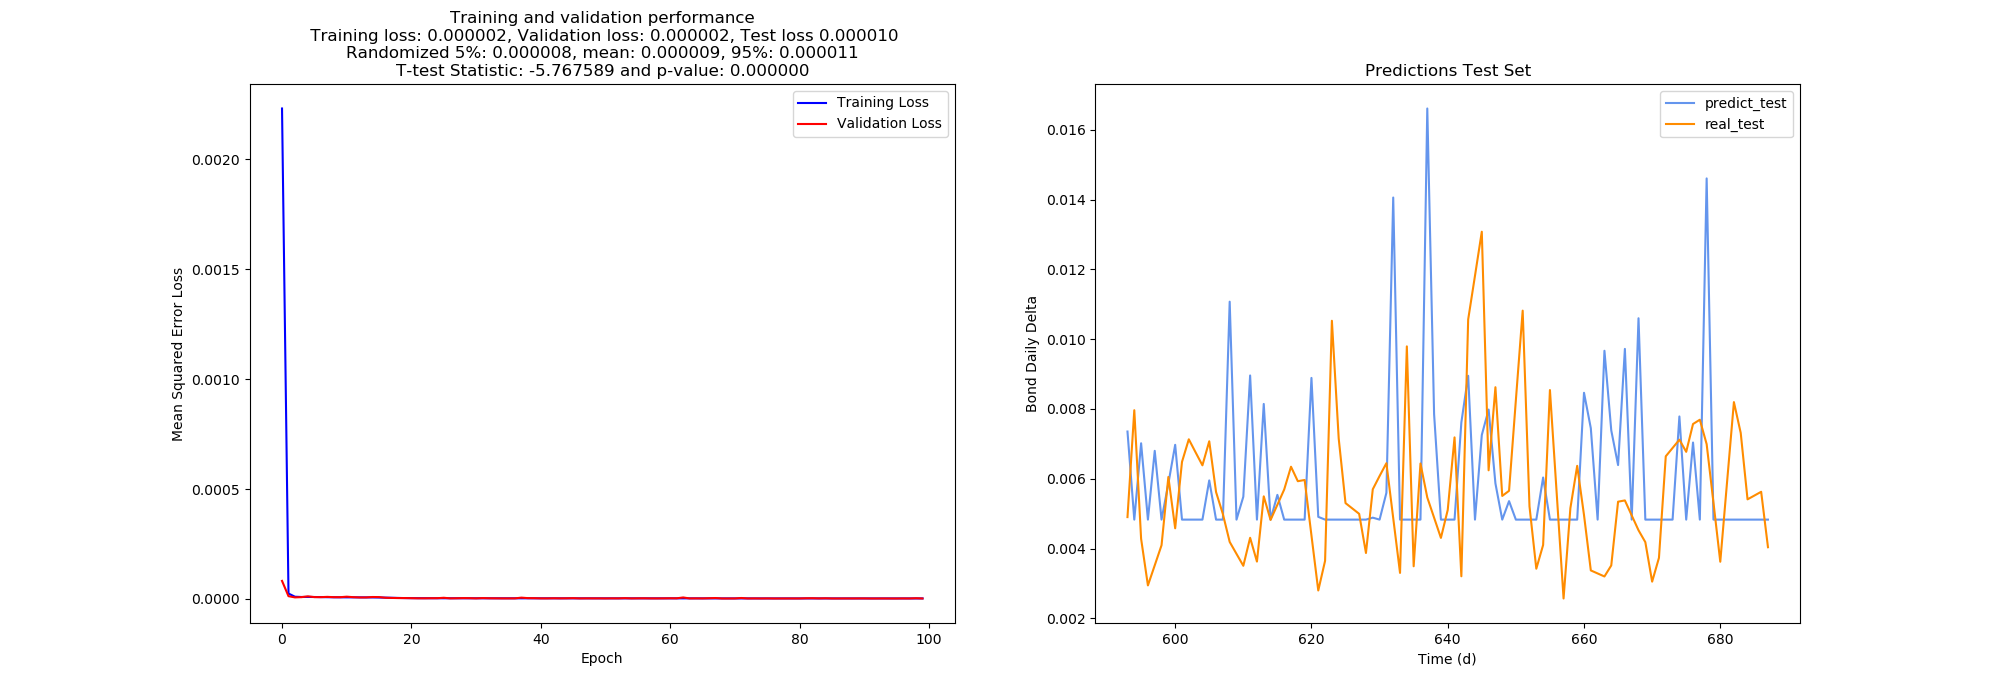 Training and validation performance
Training loss: 0.000002, Validation loss: 0.000002, Test loss 0.000010
Randomized 5%: 0.000008, mean: 0.000009, 95%: 0.000011
T-test Statistic: -5.767589 and p-value: 0.000000
Training Loss
Validation Loss
Mean Squared Error Loss
0.0020
0.0015
0.0010
0.0005
0.0000
0
20
40
60
80
100
Epoch
Predictions Test Set
predict_test
real_test
Bond Daily Delta
0.016
0.014
0.012
0.010
0.008
0.006
0.004
0.002
600
620
640
660
680
Time (d)